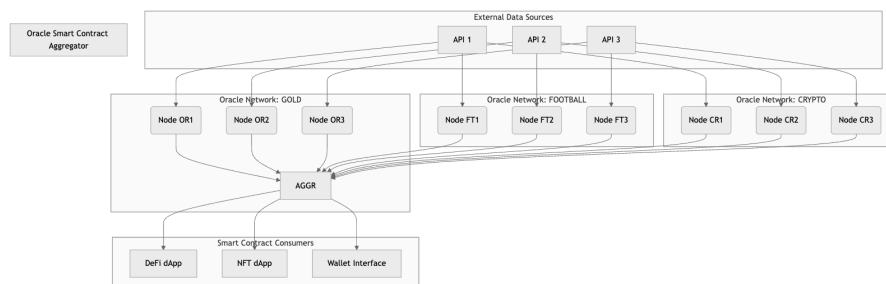 External Data Sources
Oracle Smart Contract
Aggregator
API 1
API 2
API 3
Oracle Network: GOLD
Oracle Network: FOOTBALL
Oracle Network: CRYPTO
Node OR1
Node OR2
Node OR3
Node FT1
Node FT2
Node FT3
Node CR1
Node CR2
Node CR3
AGGR
Smart Contract Consumers
DeFi dApp
NFT dApp
Wallet Interface